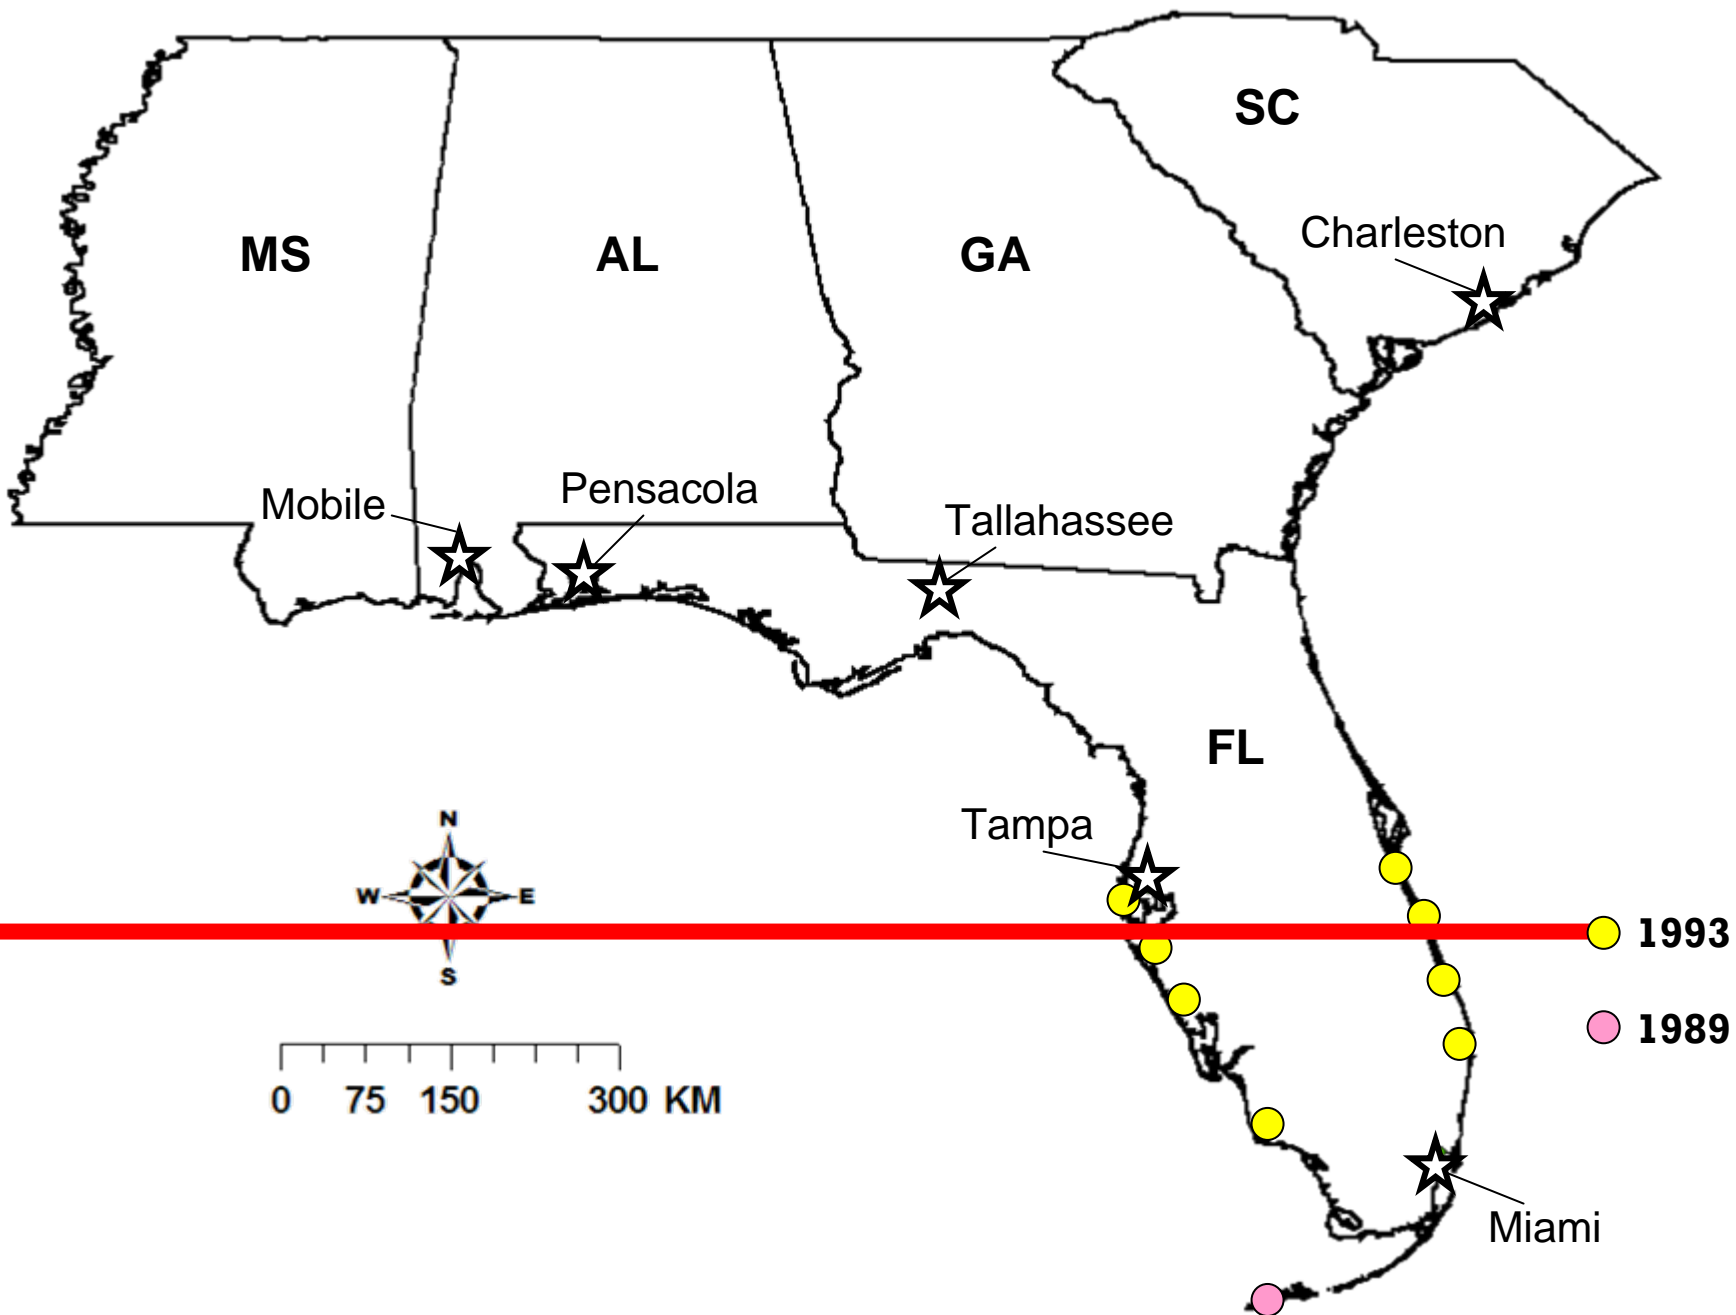 SC
Charleston
MS
AL
GA
Mobile
Pensacola
Tallahassee
FL
Tampa
N
W
E
S
1993
1989
0 75 150 300 KM
Miami